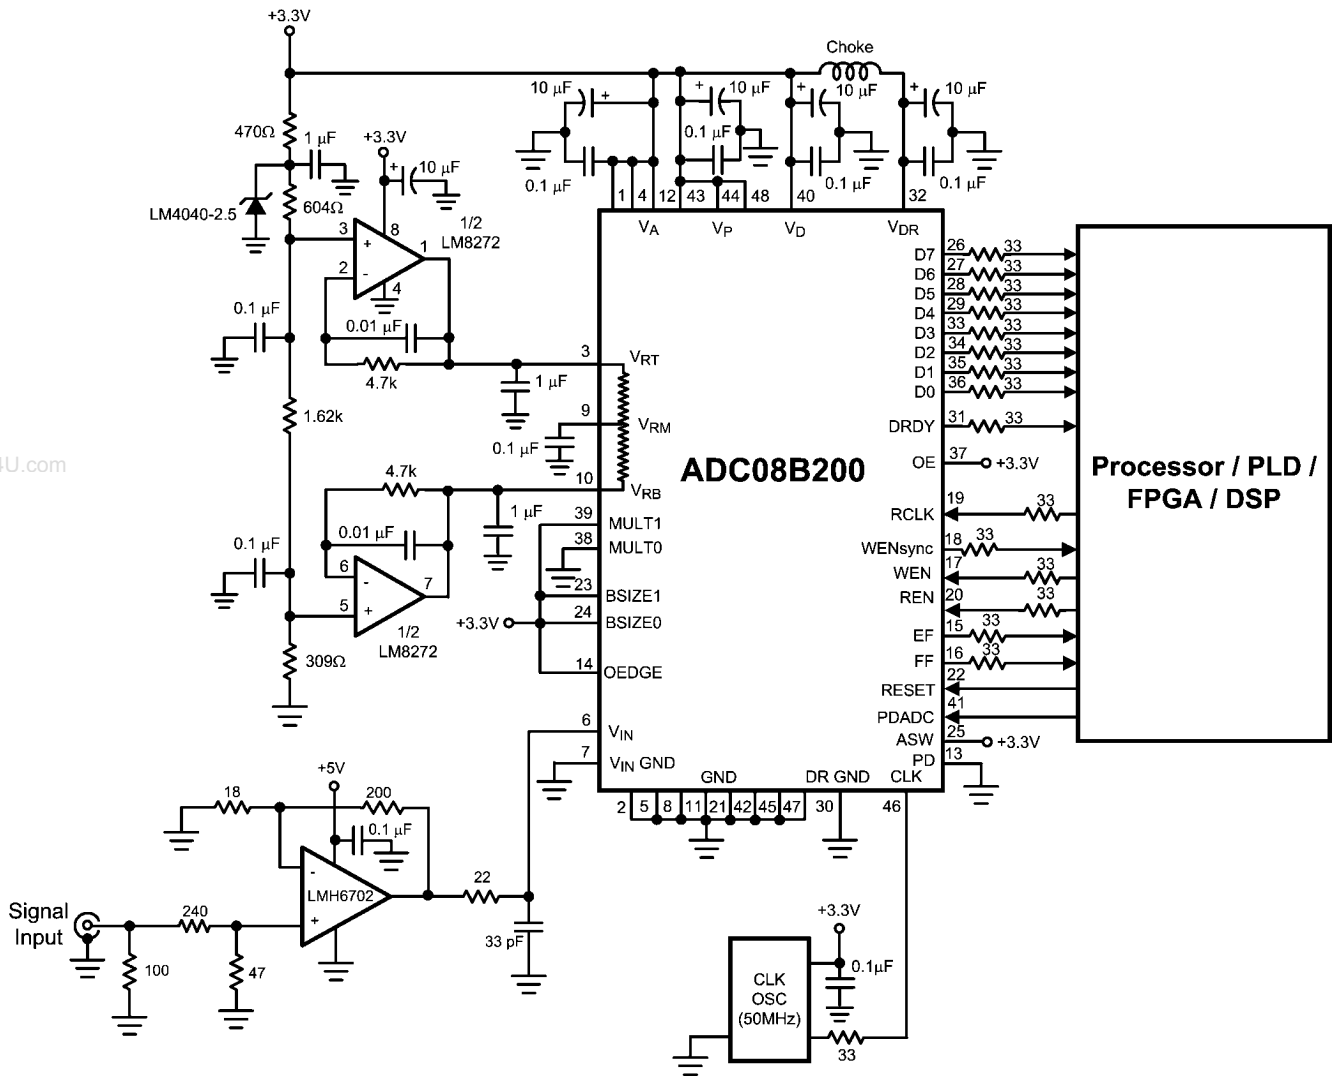 +3.3V
Choke
10 µF
+
+
10 µF
+
10 µF
+
10 µF
470Ω
1 µF
+3.3V
0.1 µF
+
10 µF
0.1 µF
0.1 µF
0.1 µF
LM4040-2.5
604Ω
1 4 12 43 44 48 40 32
3 + 8 1
1/2
LM8272
2 - 4
VA VP VD VDR
D7 26 33
D6 27 33
D5 28 33
D4 29 33
D3 33 33
D2 34 33
D1 35 33
D0 36 33
0.1 µF
0.01 µF
4.7k
3 VRT
1 µF
1.62k
9 VRM
0.1 µF
DRDY 31 33
OE 37 +3.3V
4U.com
ADC08B200
Processor / PLD /
FPGA / DSP
4.7k
10 VRB
1 µF
39 MULT1
38 MULT0
RCLK 19 33
WENsync 18 33
WEN 17 33
REN 20 33
EF 15 33
FF 16 33
RESET 22
PDADC 41
ASW 25 +3.3V
PD 13
0.01 µF
0.1 µF
6 - 7
5 +
1/2
LM8272
23 BSIZE1
+3.3V
24 BSIZE0
309Ω
14 OEDGE
6 VIN
7 VIN GND
GND DR GND CLK
2 5 8 11 21 42 45 47 30 46
+5V
18 200
0.1 µF
-
LMH6702
+
22
33 pF
Signal
Input
240
100
47
+3.3V
0.1µF
CLK
OSC
(50MHz)
33